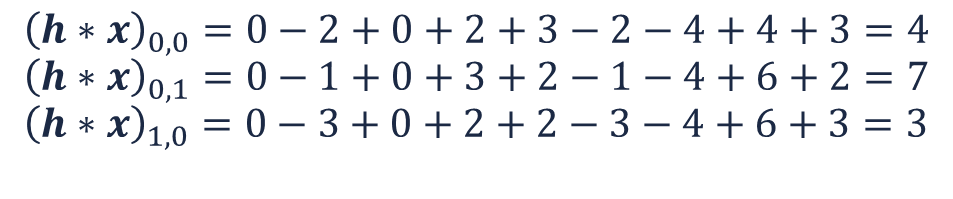 (h ∗ x)0,0 = 0 − 2 + 0 + 2 + 3 − 2 − 4 + 4 + 3 = 4
(h ∗ x)0,1 = 0 − 1 + 0 + 3 + 2 − 1 − 4 + 6 + 2 = 7
(h ∗ x)1,0 = 0 − 3 + 0 + 2 + 2 − 3 − 4 + 6 + 3 = 3